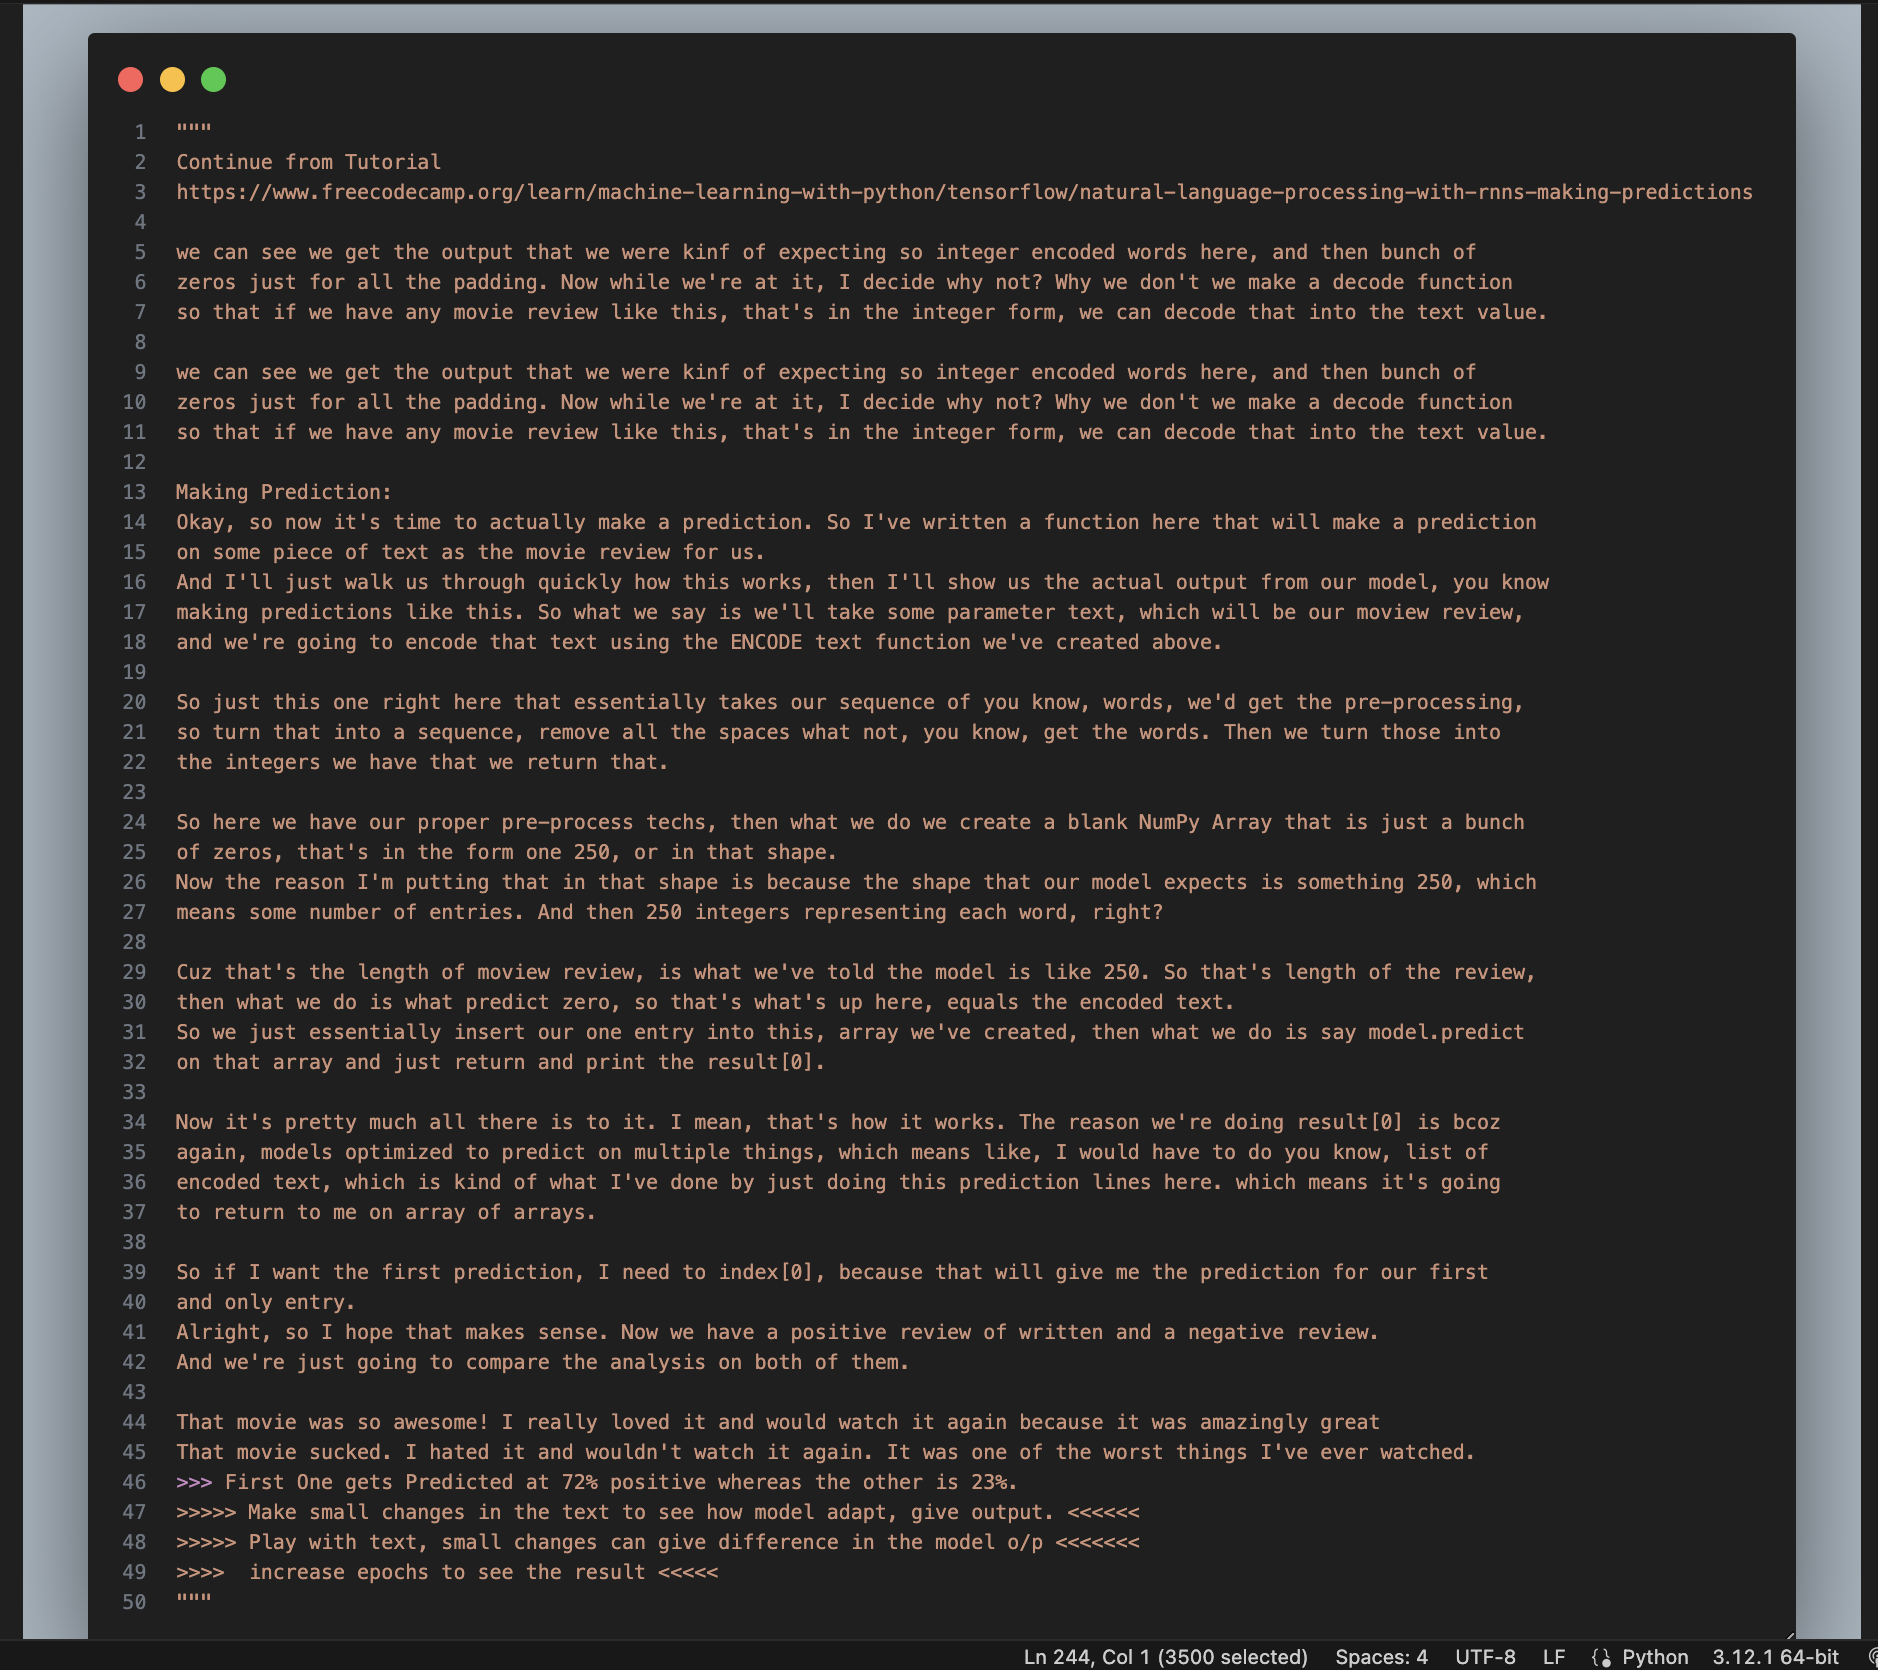 1 """
2 Continue from Tutorial
3 https://www.freecodecamp.org/learn/machine-learning-with-python/tensorflow/natural-language-processing-with-rnns-making-predictions
4
5 we can see we get the output that we were kinf of expecting so integer encoded words here, and then bunch of
6 zeros just for all the padding. Now while we're at it, I decide why not? Why we don't we make a decode function
7 so that if we have any movie review like this, that's in the integer form, we can decode that into the text value.
8
9 we can see we get the output that we were kinf of expecting so integer encoded words here, and then bunch of
10 zeros just for all the padding. Now while we're at it, I decide why not? Why we don't we make a decode function
11 so that if we have any movie review like this, that's in the integer form, we can decode that into the text value.
12
13 Making Prediction:
14 Okay, so now it's time to actually make a prediction. So I've written a function here that will make a prediction
15 on some piece of text as the movie review for us.
16 And I'll just walk us through quickly how this works, then I'll show us the actual output from our model, you know
17 making predictions like this. So what we say is we'll take some parameter text, which will be our moview review,
18 and we're going to encode that text using the ENCODE text function we've created above.
19
20 So just this one right here that essentially takes our sequence of you know, words, we'd get the pre-processing,
21 so turn that into a sequence, remove all the spaces what not, you know, get the words. Then we turn those into
22 the integers we have that we return that.
23
24 So here we have our proper pre-process techs, then what we do we create a blank NumPy Array that is just a bunch
25 of zeros, that's in the form one 250, or in that shape.
26 Now the reason I'm putting that in that shape is because the shape that our model expects is something 250, which
27 means some number of entries. And then 250 integers representing each word, right?
28
29 Cuz that's the length of moview review, is what we've told the model is like 250. So that's length of the review,
30 then what we do is what predict zero, so that's what's up here, equals the encoded text.
31 So we just essentially insert our one entry into this, array we've created, then what we do is say model.predict
32 on that array and just return and print the result[0].
33
34 Now it's pretty much all there is to it. I mean, that's how it works. The reason we're doing result[0] is bcoz
35 again, models optimized to predict on multiple things, which means like, I would have to do you know, list of
36 encoded text, which is kind of what I've done by just doing this prediction lines here. which means it's going
37 to return to me on array of arrays.
38
39 So if I want the first prediction, I need to index[0], because that will give me the prediction for our first
40 and only entry.
41 Alright, so I hope that makes sense. Now we have a positive review of written and a negative review.
42 And we're just going to compare the analysis on both of them.
43
44 That movie was so awesome! I really loved it and would watch it again because it was amazingly great
45 That movie sucked. I hated it and wouldn't watch it again. It was one of the worst things I've ever watched.
46 >>> First One gets Predicted at 72% positive whereas the other is 23%.
47 >>>>> Make small changes in the text to see how model adapt, give output. <<<<<<
48 >>>>> Play with text, small changes can give difference in the model o/p <<<<<<<
49 >>>>  increase epochs to see the result <<<<<
50 """
Ln 244, Col 1 (3500 selected) Spaces: 4 UTF-8 LF {} Python 3.12.1 64-bit